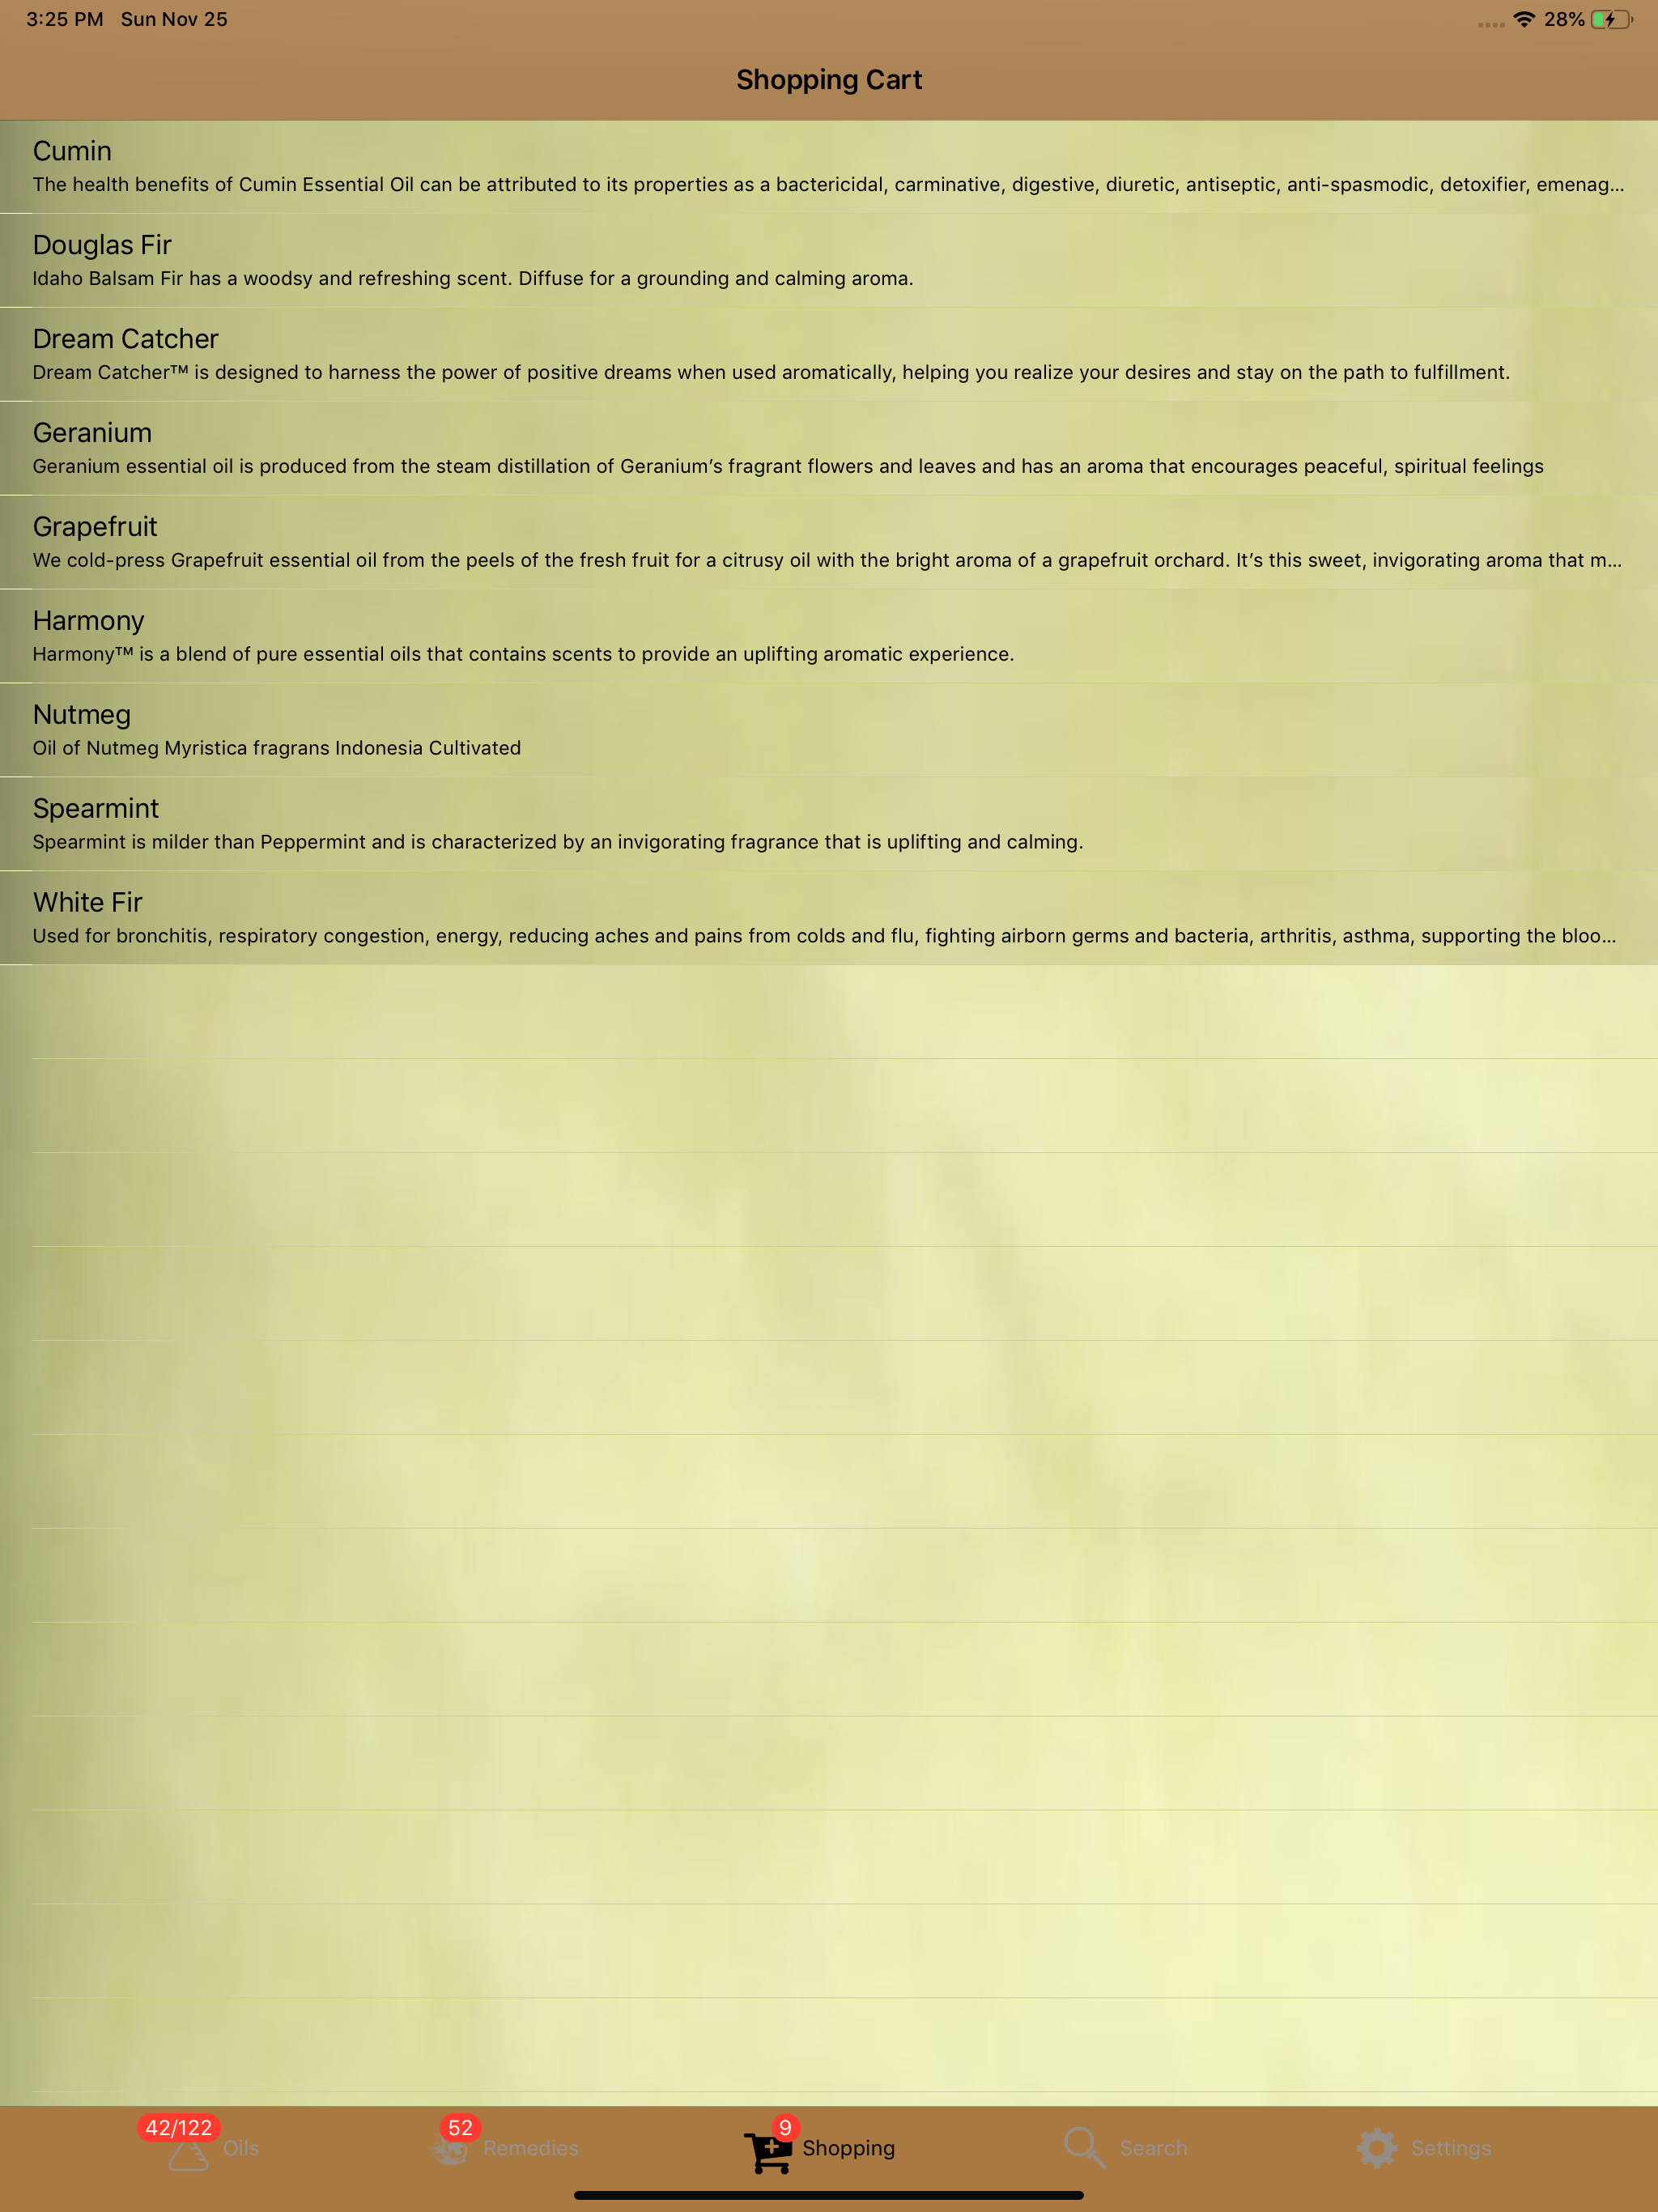 3:25 PM Sun Nov 25
28%
Shopping Cart
Cumin
The health benefits of Cumin Essential Oil can be attributed to its properties as a bactericidal, carminative, digestive, diuretic, antiseptic, anti-spasmodic, detoxifier, emenag...
Douglas Fir
Idaho Balsam Fir has a woodsy and refreshing scent. Diffuse for a grounding and calming aroma.
Dream Catcher
Dream Catcher™ is designed to harness the power of positive dreams when used aromatically, helping you realize your desires and stay on the path to fulfillment.
Geranium
Geranium essential oil is produced from the steam distillation of Geranium’s fragrant flowers and leaves and has an aroma that encourages peaceful, spiritual feelings
Grapefruit
We cold-press Grapefruit essential oil from the peels of the fresh fruit for a citrusy oil with the bright aroma of a grapefruit orchard. It’s this sweet, invigorating aroma that m...
Harmony
Harmony™ is a blend of pure essential oils that contains scents to provide an uplifting aromatic experience.
Nutmeg
Oil of Nutmeg Myristica fragrans Indonesia Cultivated
Spearmint
Spearmint is milder than Peppermint and is characterized by an invigorating fragrance that is uplifting and calming.
White Fir
Used for bronchitis, respiratory congestion, energy, reducing aches and pains from colds and flu, fighting airborn germs and bacteria, arthritis, asthma, supporting the bloo...
42/122 Oils
52 Remedies
9 Shopping
Search
Settings